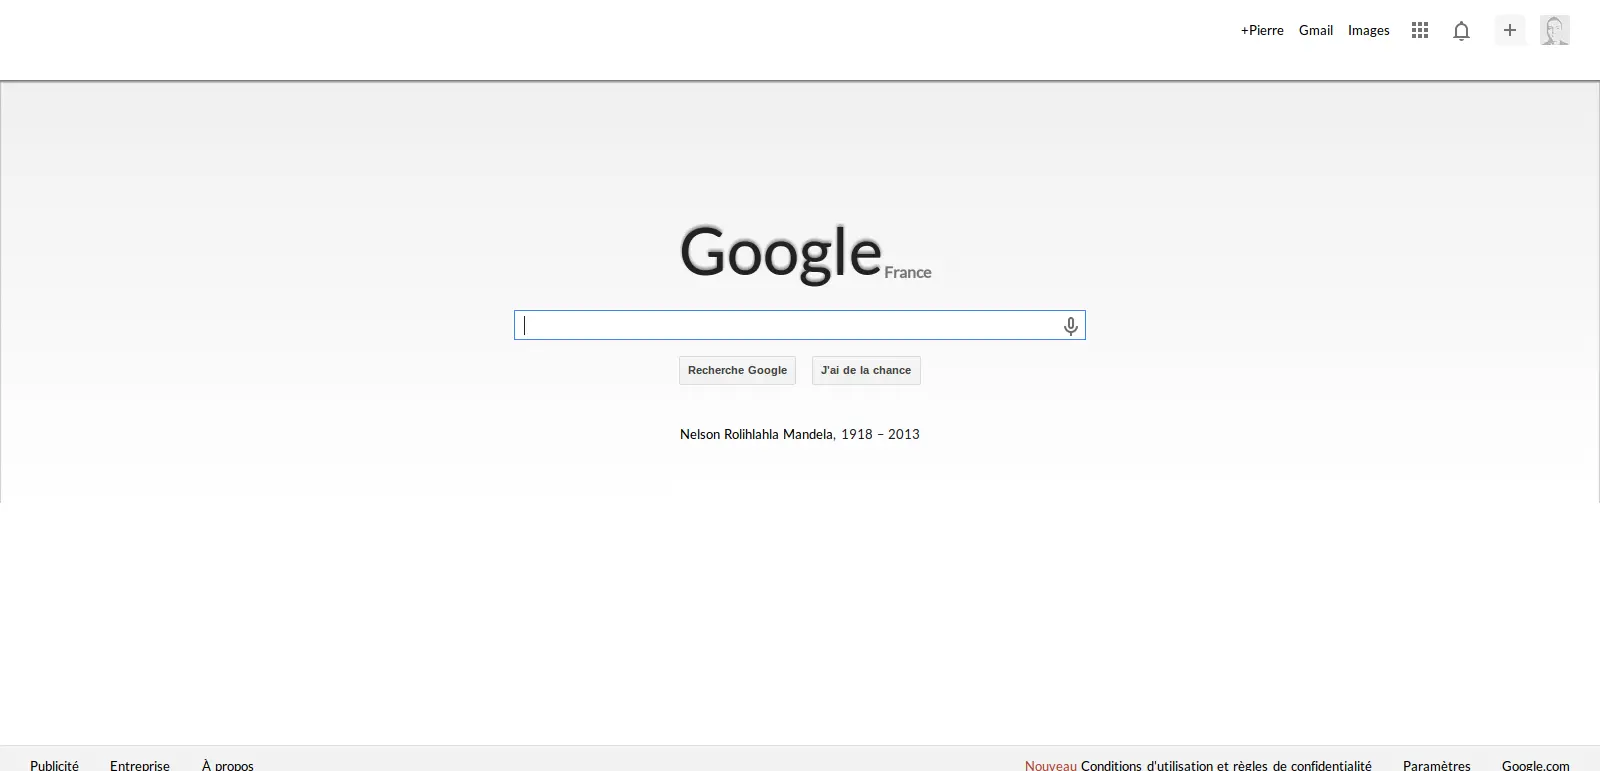 +Pierre Gmail Images
Google France
Recherche Google J'ai de la chance
Nelson Rolihlahla Mandela, 1918 – 2013
Publicité Entreprise À propos Nouveau Conditions d'utilisation et règles de confidentialité Paramètres Google.com